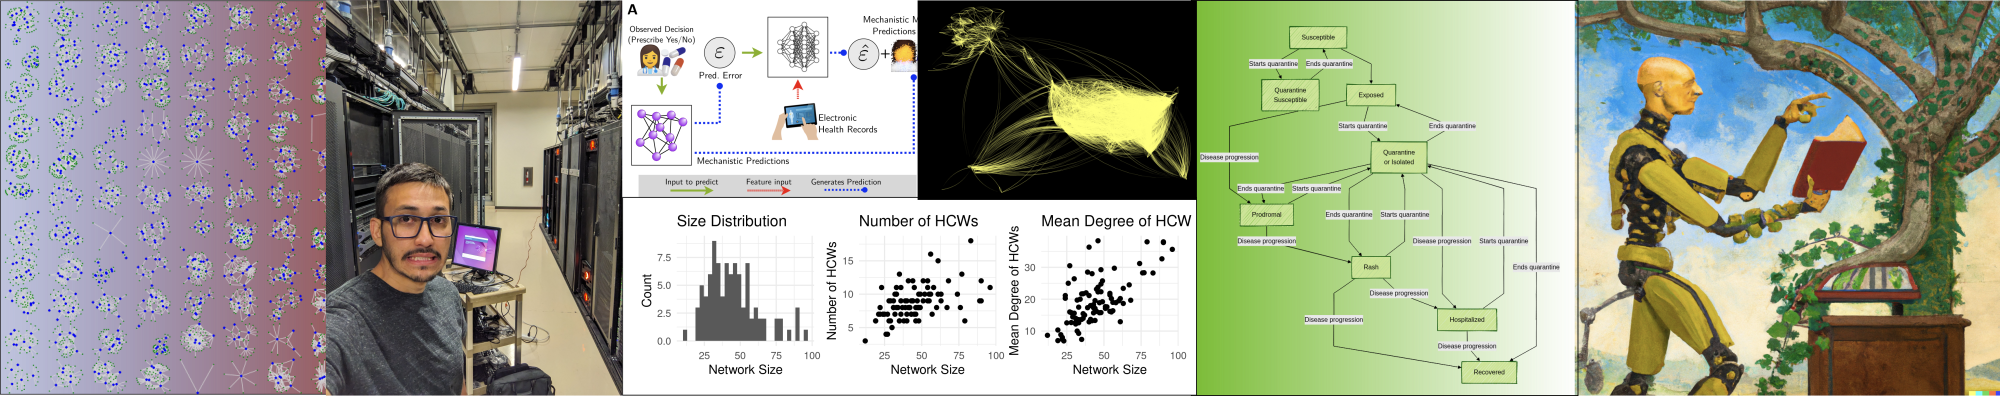 A
Observed Decision
(Prescribe Yes/No)
ε
Pred. Error
Mechanistic M
Predictions
ε̂
+
Electronic
Health Records
Mechanistic Predictions
Input to predict
Feature input
Generates Prediction
Size Distribution
Count
7.5
5.0
2.5
0.0
25
50
75
100
Network Size
Number of HCWs
Number of HCWs
15
10
5
25
50
75
100
Network Size
Mean Degree of HCW
Mean Degree of HCWs
30
20
10
25
50
75
100
Network Size
Susceptible
Starts quarantine
Ends quarantine
Quarantine
Susceptible
Exposed
Starts quarantine
Ends quarantine
Quarantine
or Isolated
Disease progression
Ends quarantine
Starts quarantine
Prodromal
Ends quarantine
Starts quarantine
Disease progression
Disease progression
Starts quarantine
Ends quarantine
Rash
Disease progression
Disease progression
Hospitalized
Disease progression
Recovered